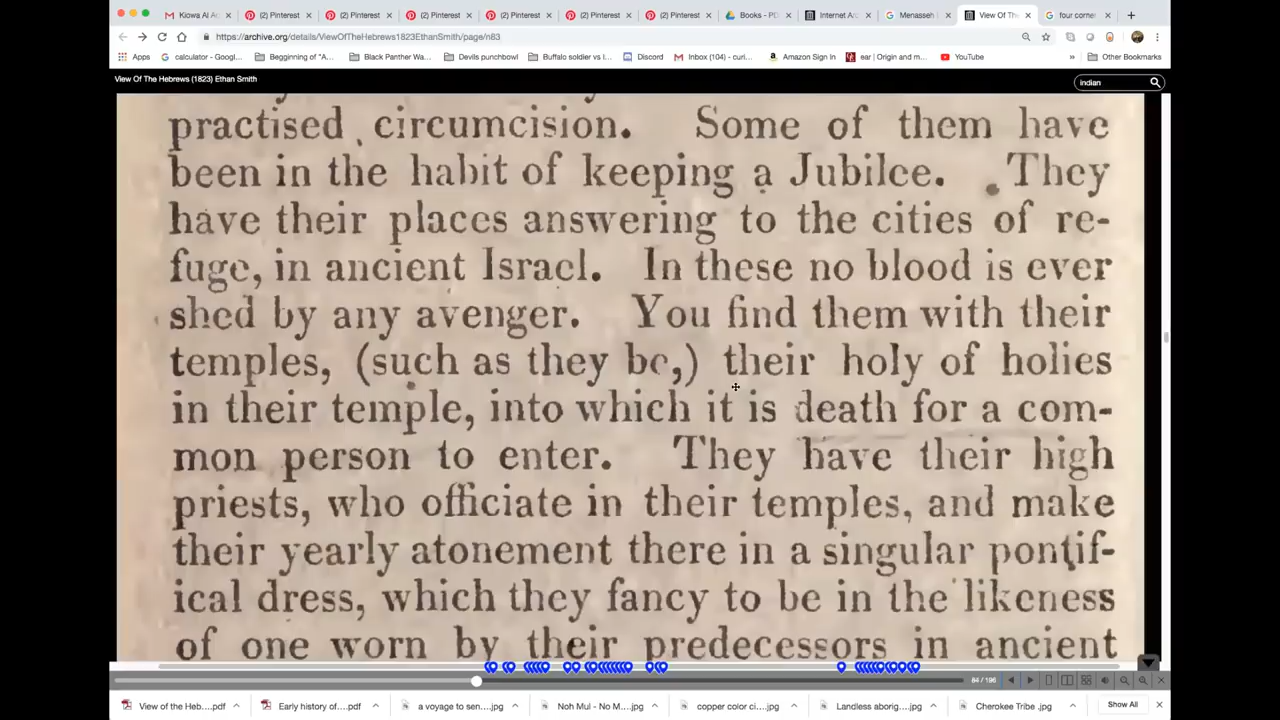 Kiowa Al A
(2) Pinterest
(2) Pinterest
(2) Pinterest
(2) Pinterest
(2) Pinterest
(2) Pinterest
Books - PD
Internet Arc
Menasseh
View Of The
four corner
https://archive.org/details/ViewOfTheHebrews1823EthanSmith/page/n83
Apps
calculator - Googl...
Beggining of "A...
Black Panther Wa...
Devils punchbowl
Buffalo soldier vs I...
Discord
Inbox (104) - curi...
Amazon Sign In
ear | Origin and m...
YouTube
»
Other Bookmarks
View Of The Hebrews (1823) Ethan Smith
indian
practised circumcision. Some of them have
been in the habit of keeping a Jubilee. They
have their places answering to the cities of re-
fuge, in ancient Israel. In these no blood is ever
shed by any avenger. You find them with their
temples, (such as they be,) their holy of holies
in their temple, into which it is death for a com-
mon person to enter. They have their high
priests, who officiate in their temples, and make
their yearly atonement there in a singular pontif-
ical dress, which they fancy to be in the likeness
of one worn by their predecessors in ancient
84 / 196
View of the Heb....pdf
Early history of....pdf
a voyage to sen....jpg
Noh Mul - No M....jpg
copper color ci....jpg
Landless aborig....jpg
Cherokee Tribe .jpg
Show All